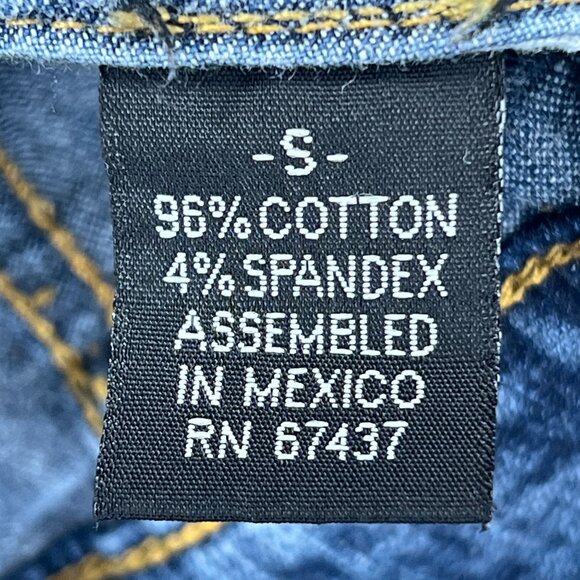 -S-
96% COTTON
4% SPANDEX
ASSEMBLED
IN MEXICO
RN 67437